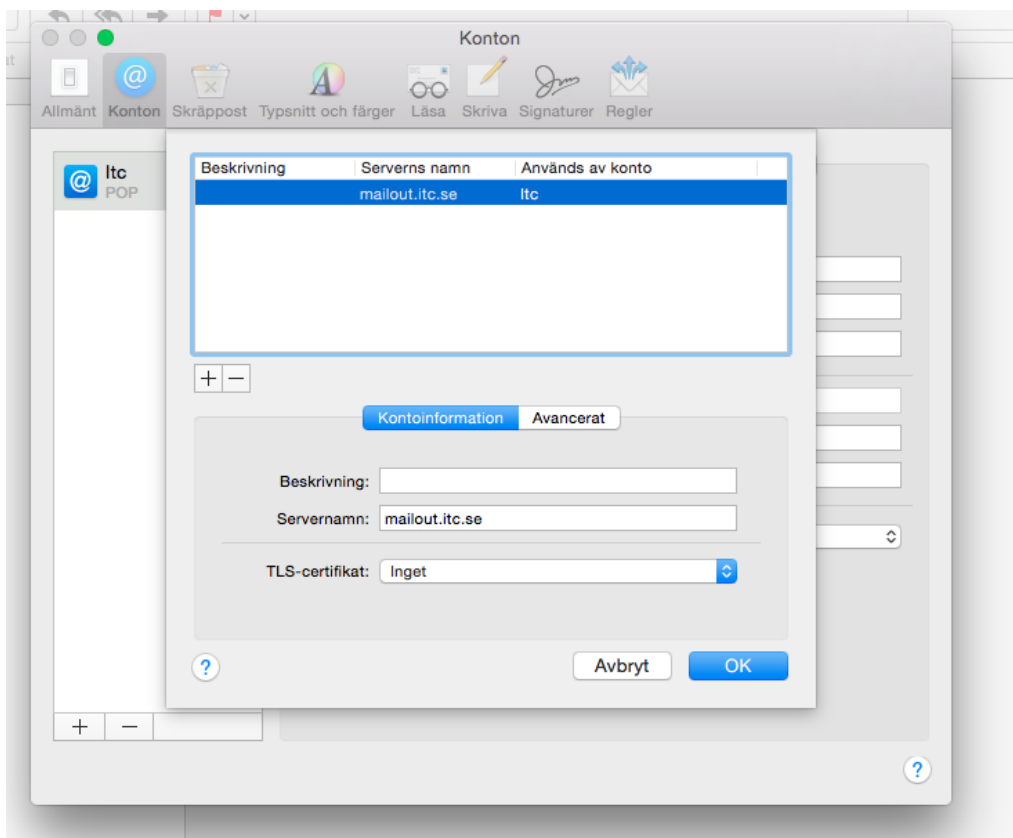 Konton
Allmänt Konton Skräppost Typsnitt och färger Läsa Skriva Signaturer Regler
Itc
POP
Beskrivning Serverns namn Används av konto
mailout.itc.se Itc
Kontoinformation Avancerat
Beskrivning:
Servernamn: mailout.itc.se
TLS-certifikat: Inget
? Avbryt OK
?